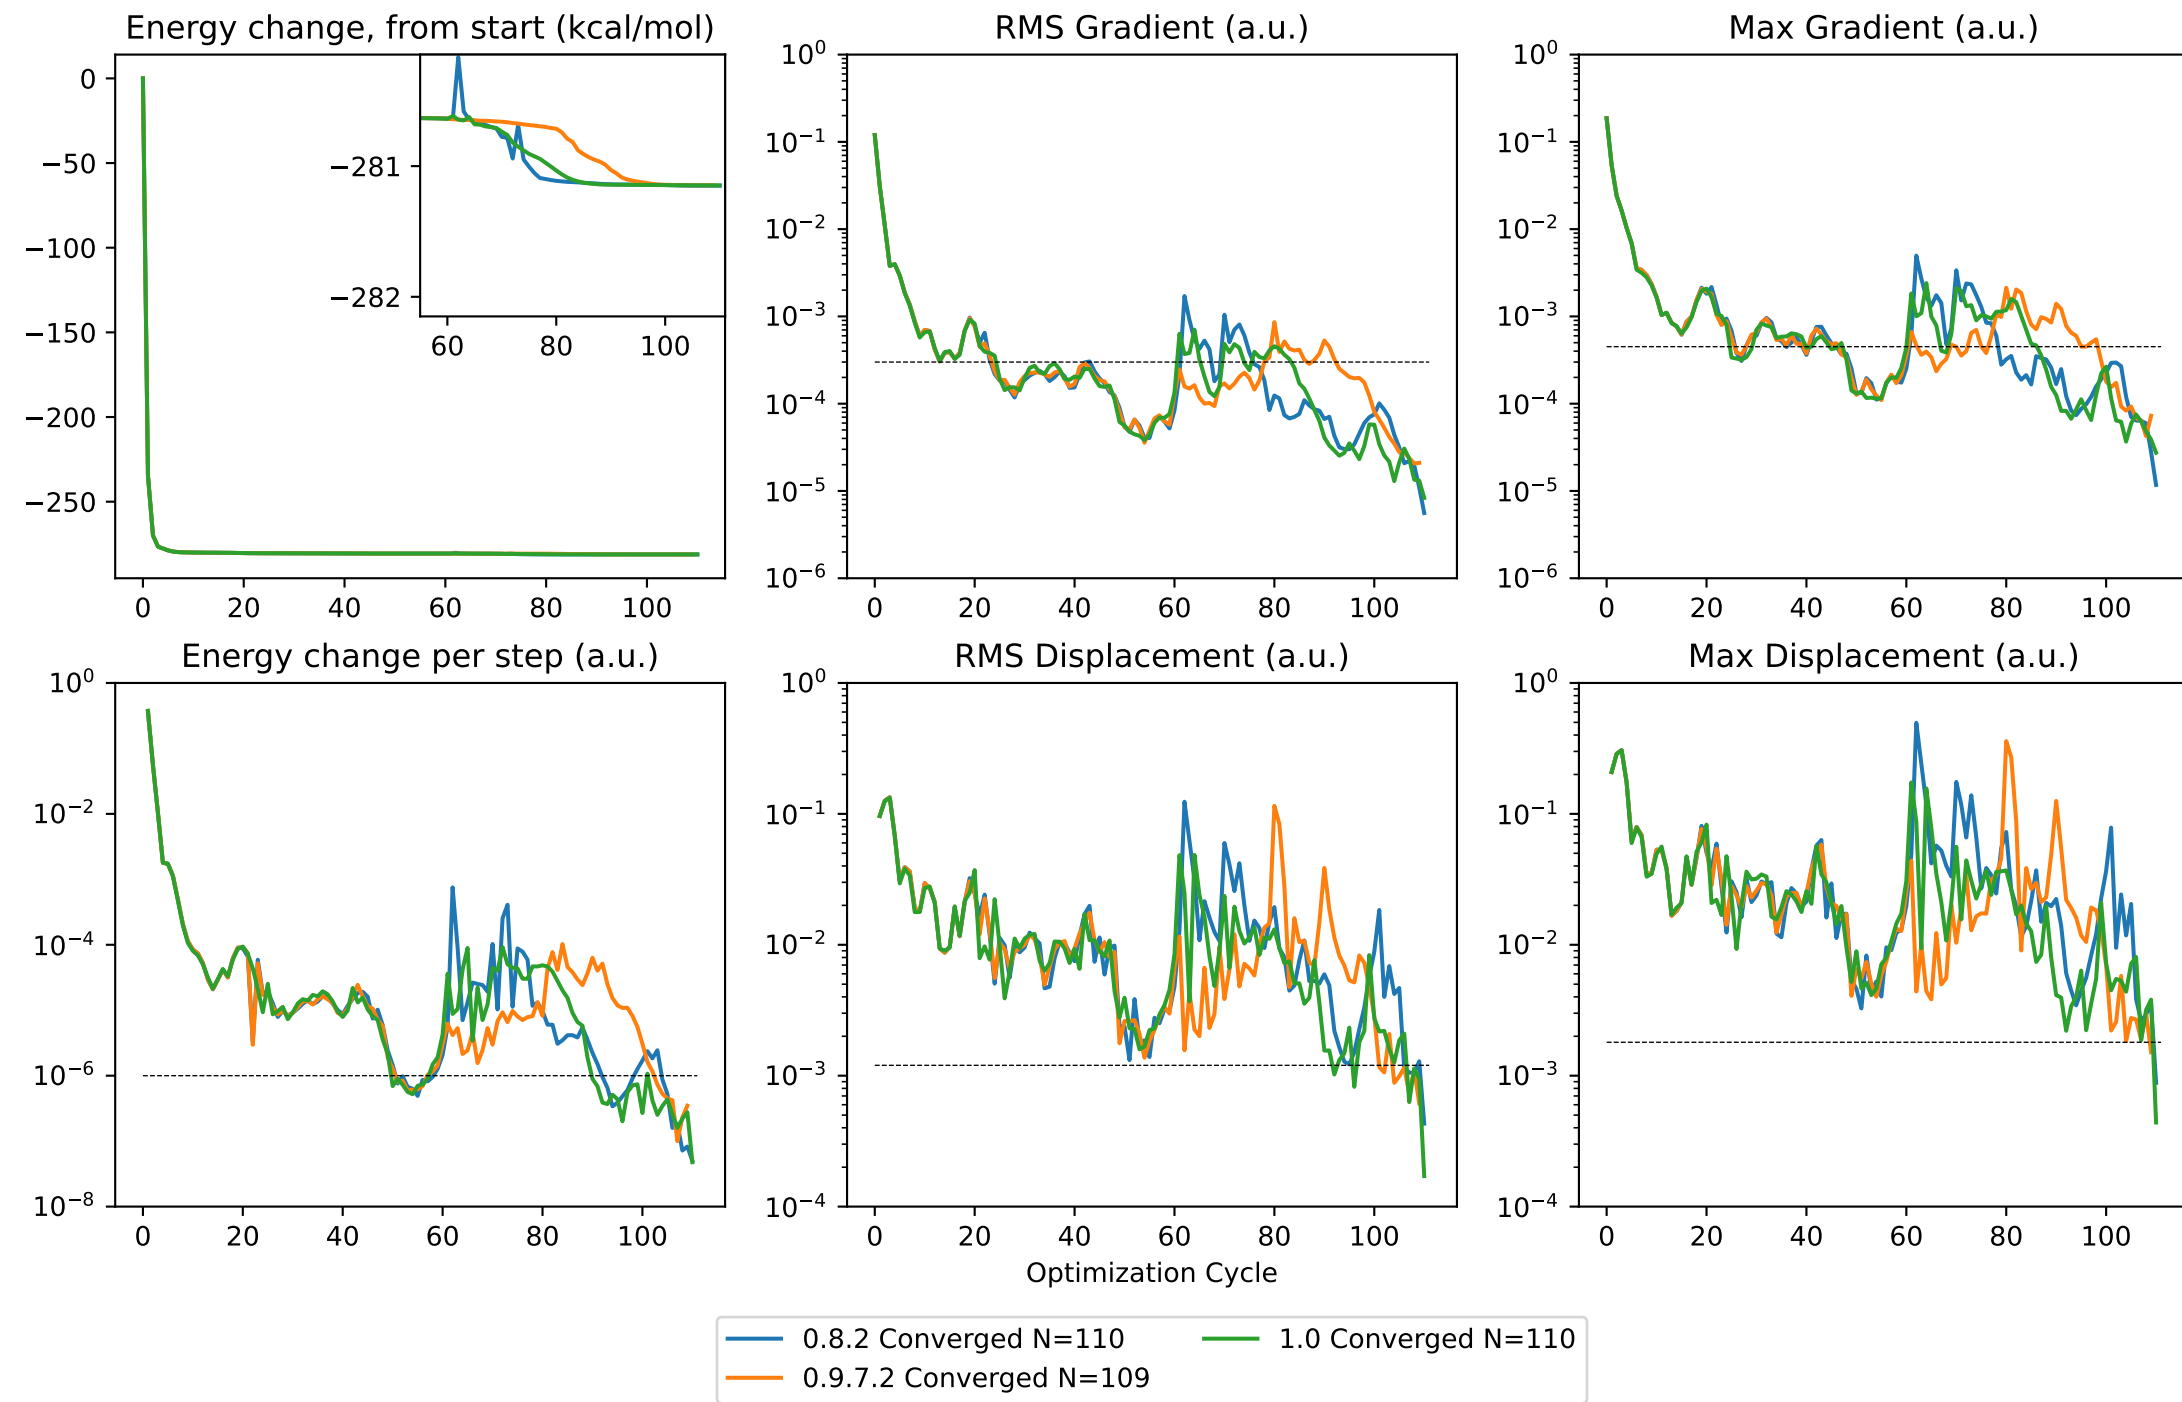 Energy change, from start (kcal/mol)
0
−50
−100
−150
−200
−250
0 20 40 60 80 100
−281
−282
60 80 100
RMS Gradient (a.u.)
10^0
10^-1
10^-2
10^-3
10^-4
10^-5
10^-6
0 20 40 60 80 100
Max Gradient (a.u.)
10^0
10^-1
10^-2
10^-3
10^-4
10^-5
10^-6
0 20 40 60 80 100
Energy change per step (a.u.)
10^0
10^-2
10^-4
10^-6
10^-8
0 20 40 60 80 100
RMS Displacement (a.u.)
10^0
10^-1
10^-2
10^-3
10^-4
0 20 40 60 80 100
Optimization Cycle
Max Displacement (a.u.)
10^0
10^-1
10^-2
10^-3
10^-4
0 20 40 60 80 100
0.8.2 Converged N=110
0.9.7.2 Converged N=109
1.0 Converged N=110